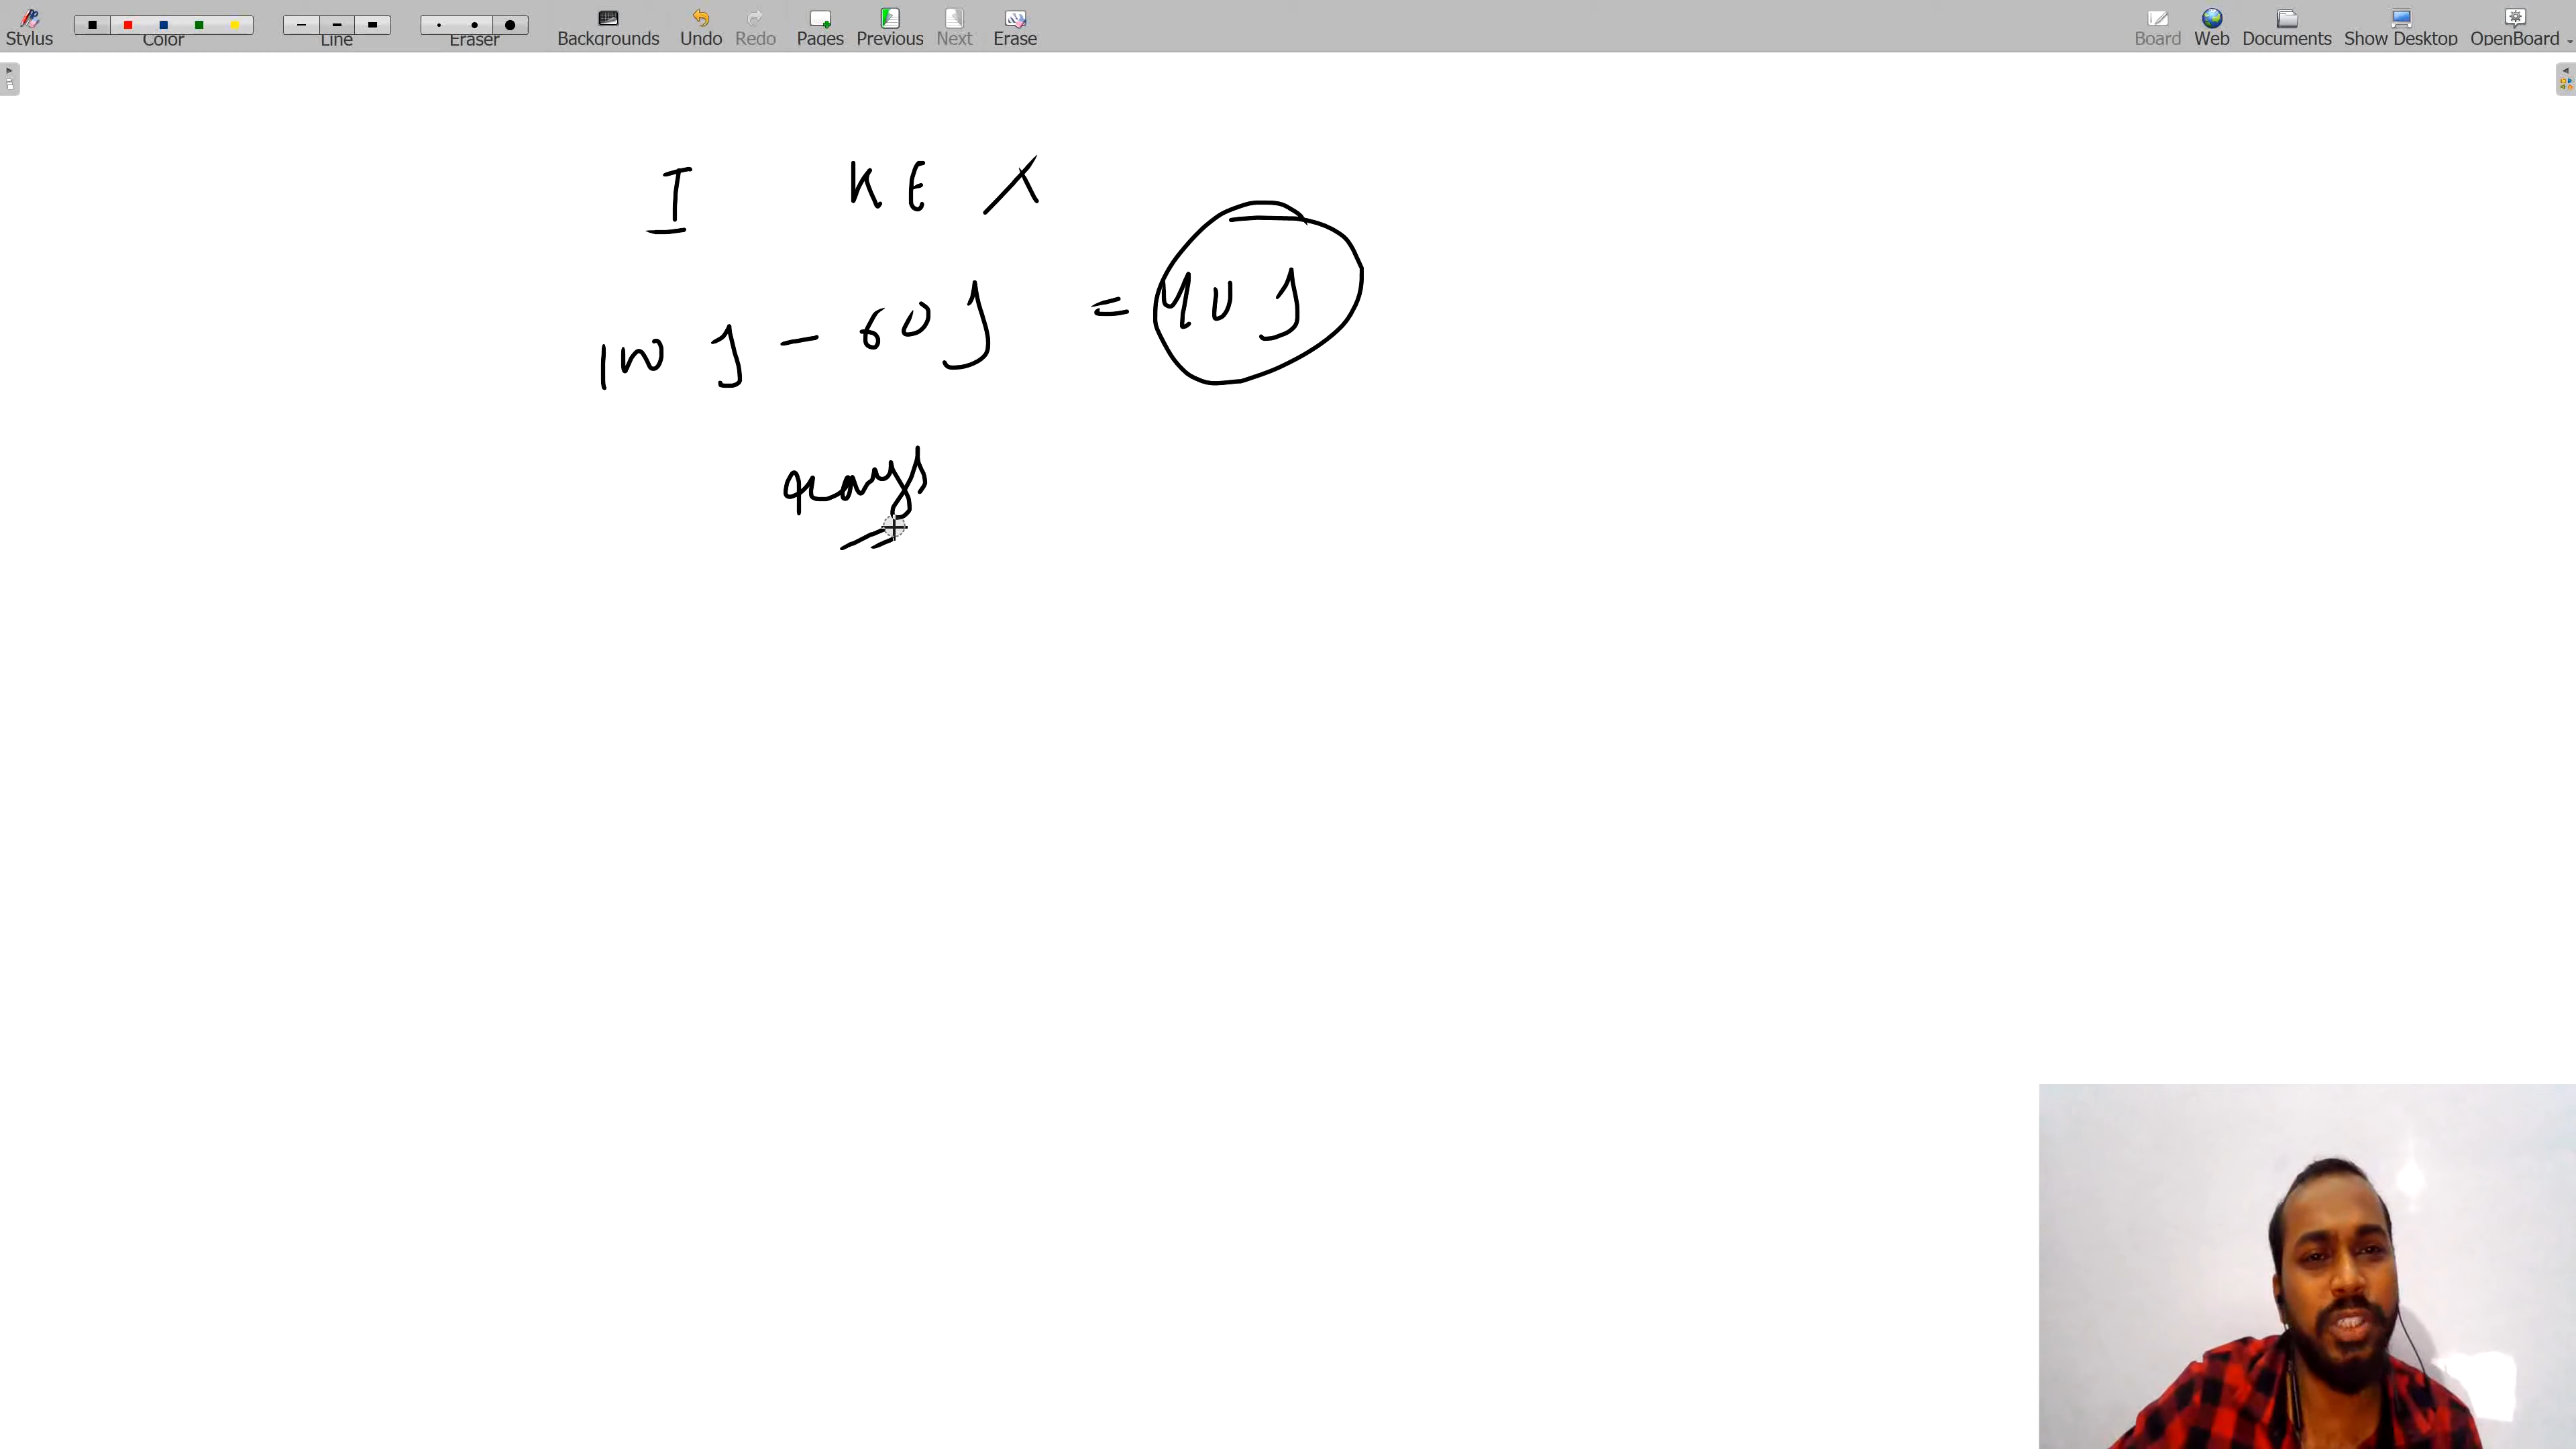 Stylus Color Line Eraser Backgrounds Undo Redo Pages Previous Next Erase Board Web Documents Show Desktop OpenBoard
I KE
100 J - 60 J = 40 J